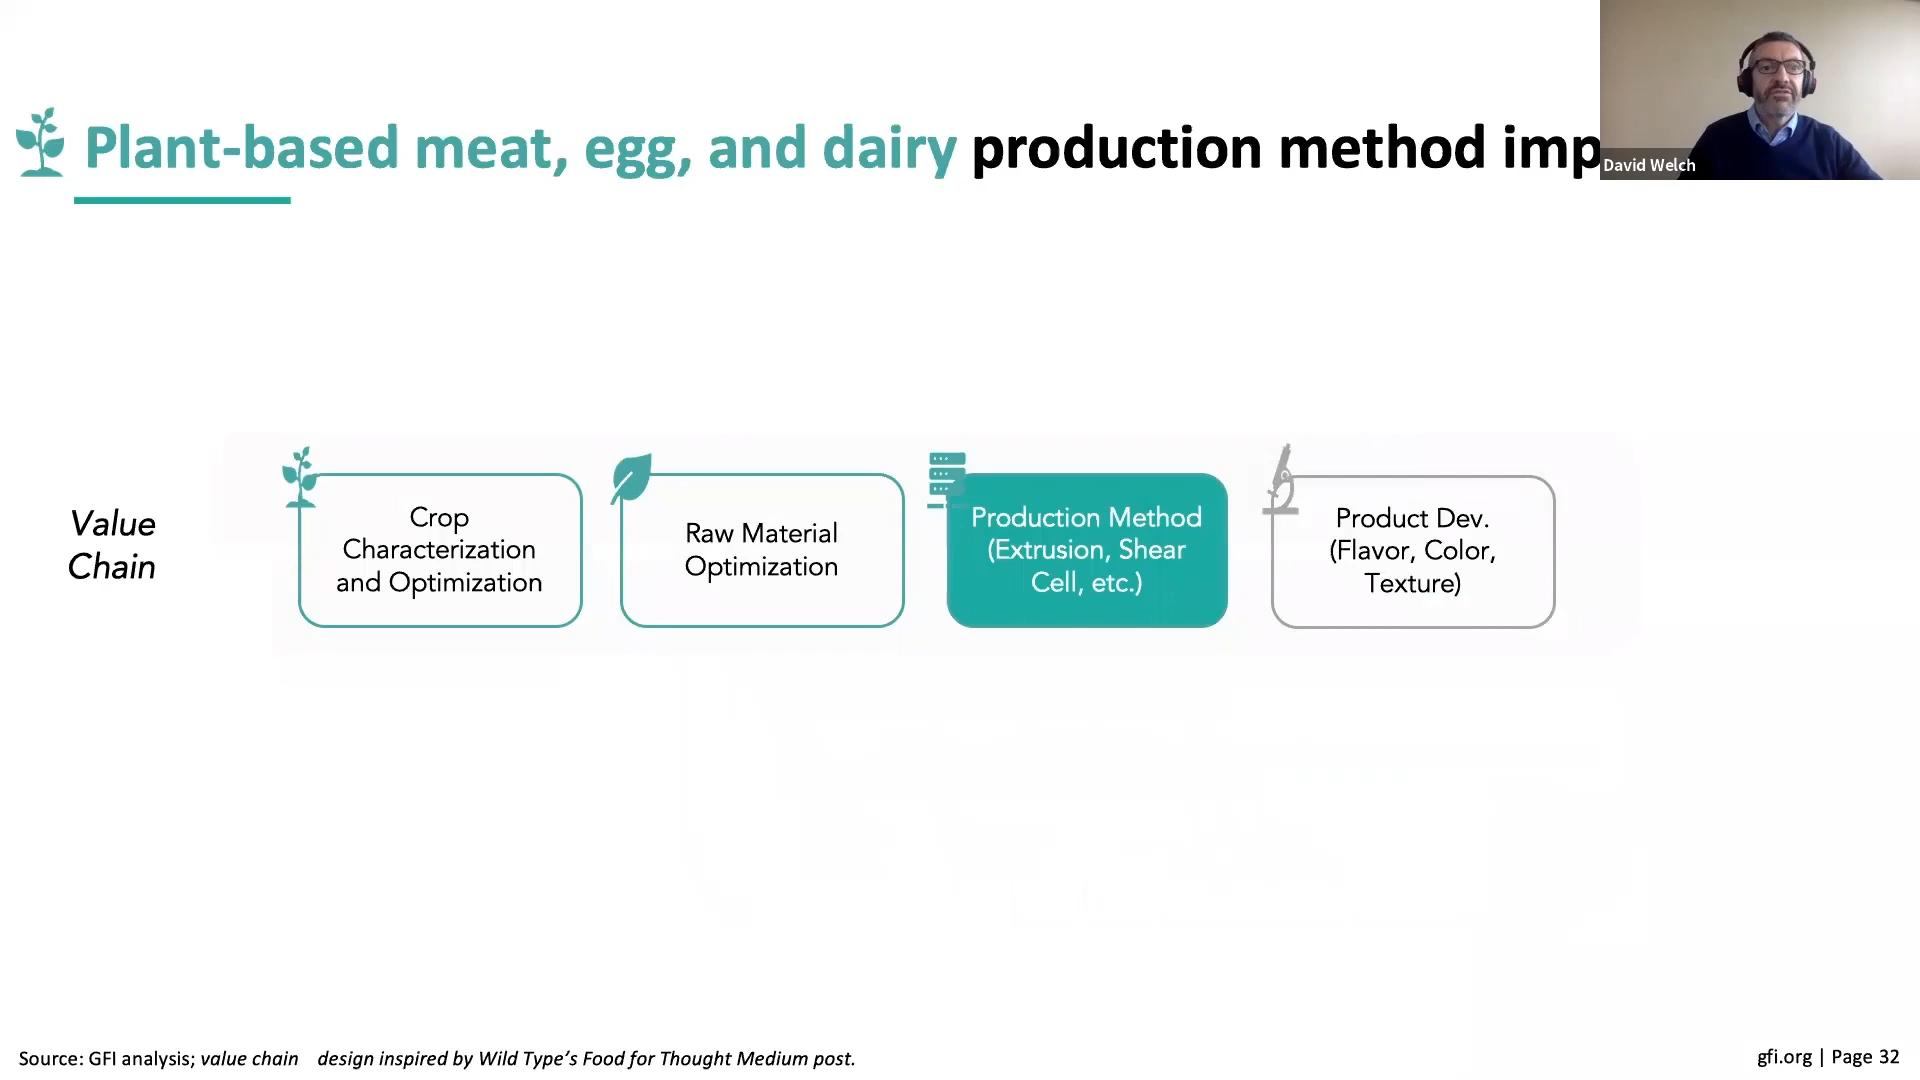 Plant-based meat, egg, and dairy production method imp
David Welch
Value
Chain
Crop
Characterization
and Optimization
Raw Material
Optimization
Production Method
(Extrusion, Shear
Cell, etc.)
Product Dev.
(Flavor, Color,
Texture)
Source: GFI analysis; value chain design inspired by Wild Type's Food for Thought Medium post.
gfi.org | Page 32